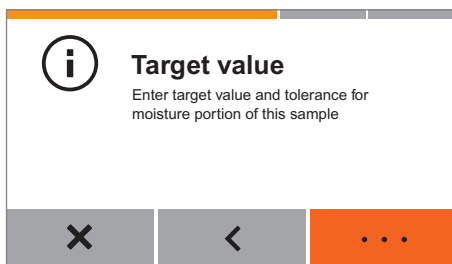 Target value
Enter target value and tolerance for
moisture portion of this sample